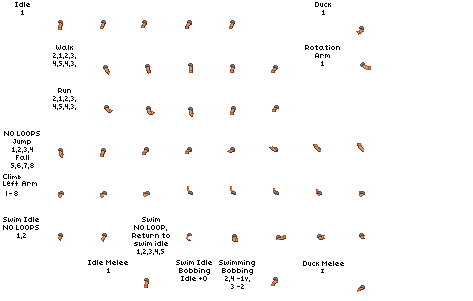 Idle
1
Duck
1
Walk
2,1,2,3,
4,5,4,3,
Rotation
Arm
1
Run
2,1,2,3,
4,5,4,3,
NO LOOPS
Jump
1,2,3,4
Fall
5,6,7,8
Climb
Left Arm
1-8
Swim Idle
NO LOOPS
1,2
Swim
NO LOOP,
Return to
swim idle
1,2,3,4,5
Idle Melee
1
Swim Idle
Bobbing
Idle +0
Swimming
Bobbing
2,4 -1v,
3 -2
Duck Melee
1